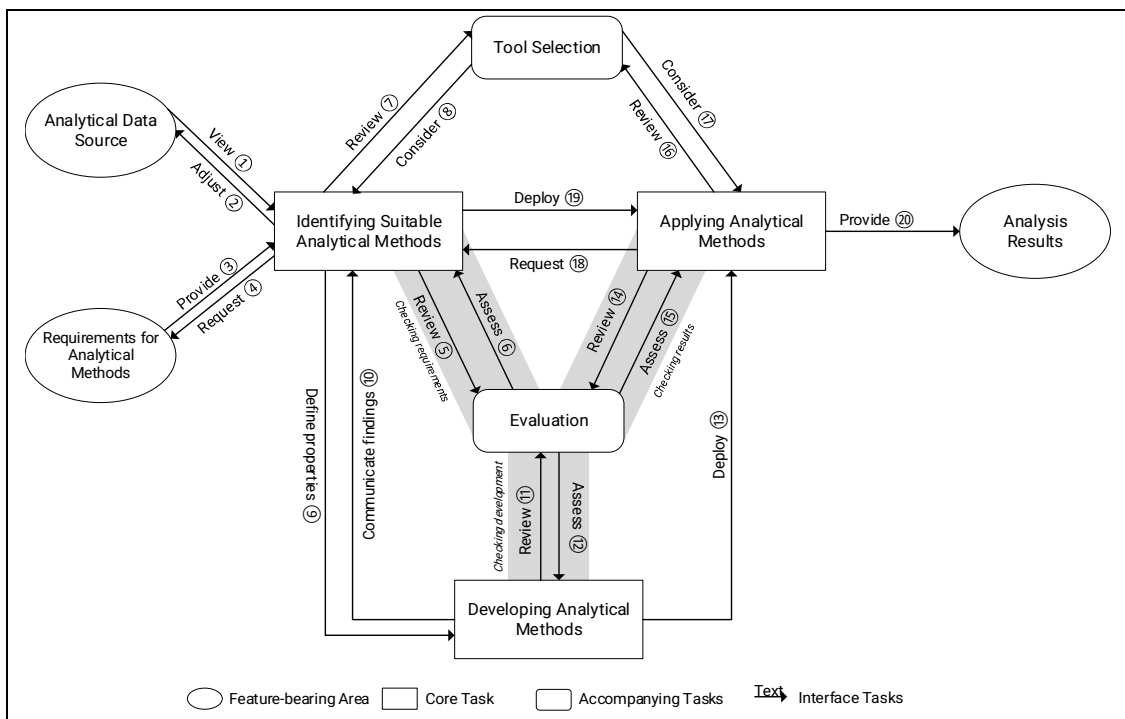 Tool Selection
Analytical Data
Source
View ①
Adjust ②
Review ⑦
Consider ⑧
Consider ⑰
Review ⑯
Identifying Suitable
Analytical Methods
Deploy ⑲
Request ⑱
Applying Analytical
Methods
Provide ⑳
Analysis
Results
Provide ③
Request ④
Requirements for
Analytical
Methods
Checking requirements
Review ⑤
Assess ⑥
Review ⑭
Assess ⑮
Checking results
Evaluation
Define properties ⑨
Communicate findings ⑩
Checking development
Review ⑪
Assess ⑫
Deploy ⑬
Developing Analytical
Methods
Feature-bearing Area
Core Task
Accompanying Tasks
Text
Interface Tasks